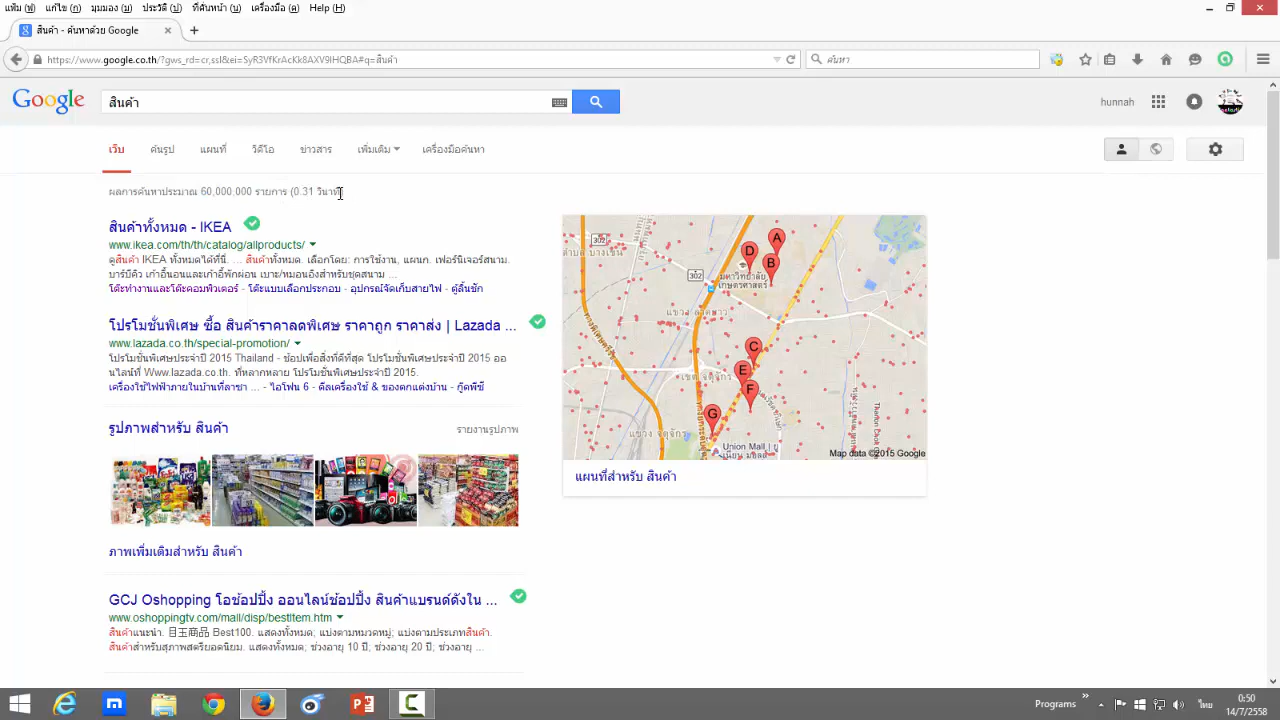 แฟ้ม (ฟ) แก้ไข (ก) มุมมอง (ม) ประวัติ (ป) ที่คั่นหน้า (บ) เครื่องมือ (ค) Help (H)
สินค้า - ค้นหาด้วย Google
https://www.google.co.th/?gws_rd=cr,ssl&ei=SyR3VfKrAcKk8AXV9IHQBA#q=สินค้า
ค้นหา
Google
สินค้า
hunnah
เว็บ ค้นรูป แผนที่ วิดีโอ ข่าวสาร เพิ่มเติม เครื่องมือค้นหา
ผลการค้นหาประมาณ 60,000,000 รายการ (0.31 วินาที)
สินค้าทั้งหมด - IKEA
www.ikea.com/th/th/catalog/allproducts/
ดูสินค้า IKEA ทั้งหมดได้ที่นี่. ... สินค้าทั้งหมด. เลือกโดย: การใช้งาน, แผนก. เฟอร์นิเจอร์สนาม.
บาร์บีคิว เก้าอี้นอนและเก้าอี้พักผ่อน เบาะ/หมอนอิงสำหรับชุดสนาม ...
โต๊ะทำงานและโต๊ะคอมพิวเตอร์ - โต๊ะแบบเลือกประกอบ - อุปกรณ์จัดเก็บสายไฟ - ตู้ลิ้นชัก
โปรโมชั่นพิเศษ ซื้อ สินค้าราคาลดพิเศษ ราคาถูก ราคาส่ง | Lazada ...
www.lazada.co.th/special-promotion/
โปรโมชั่นพิเศษประจำปี 2015 Thailand - ช้อปเพื่อสิ่งที่ดีที่สุด โปรโมชั่นพิเศษประจำปี 2015 ออ
นไลน์ที่ Www.lazada.co.th. ที่หลากหลาย โปรโมชั่นพิเศษประจำปี 2015.
เครื่องใช้ไฟฟ้าภายในบ้านที่ลาซา ... - ไอโฟน 6 - ดีลเครื่องใช้ & ของตกแต่งบ้าน - กู๊ดพีซี
รูปภาพสำหรับ สินค้า
รายงานรูปภาพ
ภาพเพิ่มเติมสำหรับ สินค้า
GCJ Oshopping โอช้อปปิ้ง ออนไลน์ช้อปปิ้ง สินค้าแบรนด์ดังใน ...
www.oshoppingtv.com/mall/disp/bestItem.htm
สินค้าแนะนำ. 目玉商品 Best100. แสดงทั้งหมด; แบ่งตามหมวดหมู่; แบ่งตามประเภทสินค้า.
สินค้าสำหรับสุภาพสตรียอดนิยม. แสดงทั้งหมด; ช่วงอายุ 10 ปี; ช่วงอายุ 20 ปี; ช่วงอายุ ...
302
A
D
B
มหาวิทยาลัย
เกษตรศาสตร์
302
C
E
F
G
แขวง จตุจักร
Union Mall | ยู
Map data ©2015 Google
แผนที่สำหรับ สินค้า
Programs
ไทย
0:50
14/7/2558